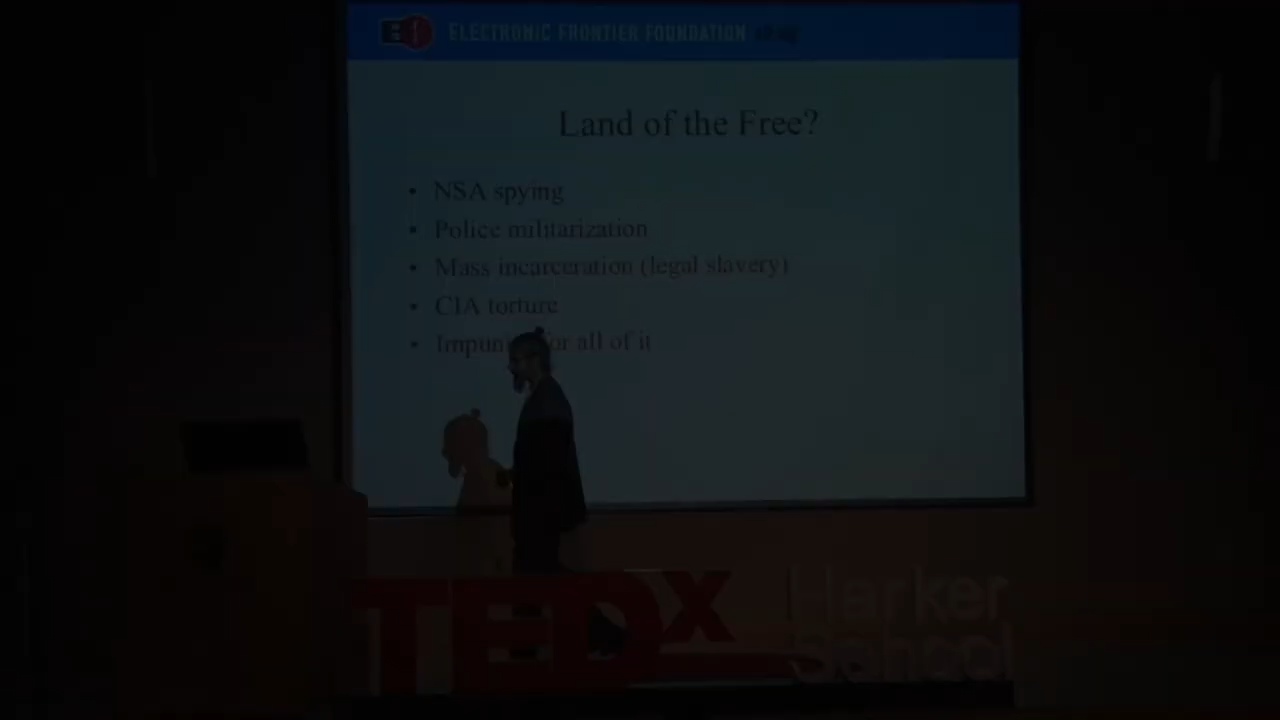 ELECTRONIC FRONTIER FOUNDATION
Land of the Free?
• NSA spying
• Police militarization
• Mass incarceration (legal slavery)
• CIA torture
• for all of it
TEDx
Harker
School